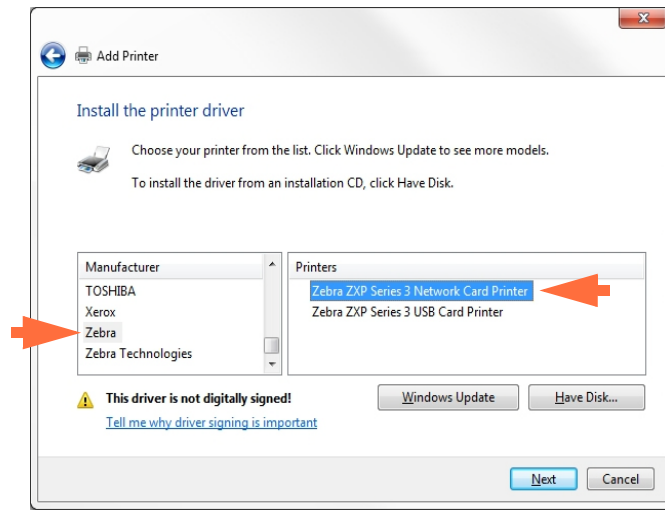 Add Printer
Install the printer driver
Choose your printer from the list. Click Windows Update to see more models.
To install the driver from an installation CD, click Have Disk.
Manufacturer
TOSHIBA
Xerox
Zebra
Zebra Technologies
Printers
Zebra ZXP Series 3 Network Card Printer
Zebra ZXP Series 3 USB Card Printer
This driver is not digitally signed!
Tell me why driver signing is important
Windows Update
Have Disk...
Next
Cancel